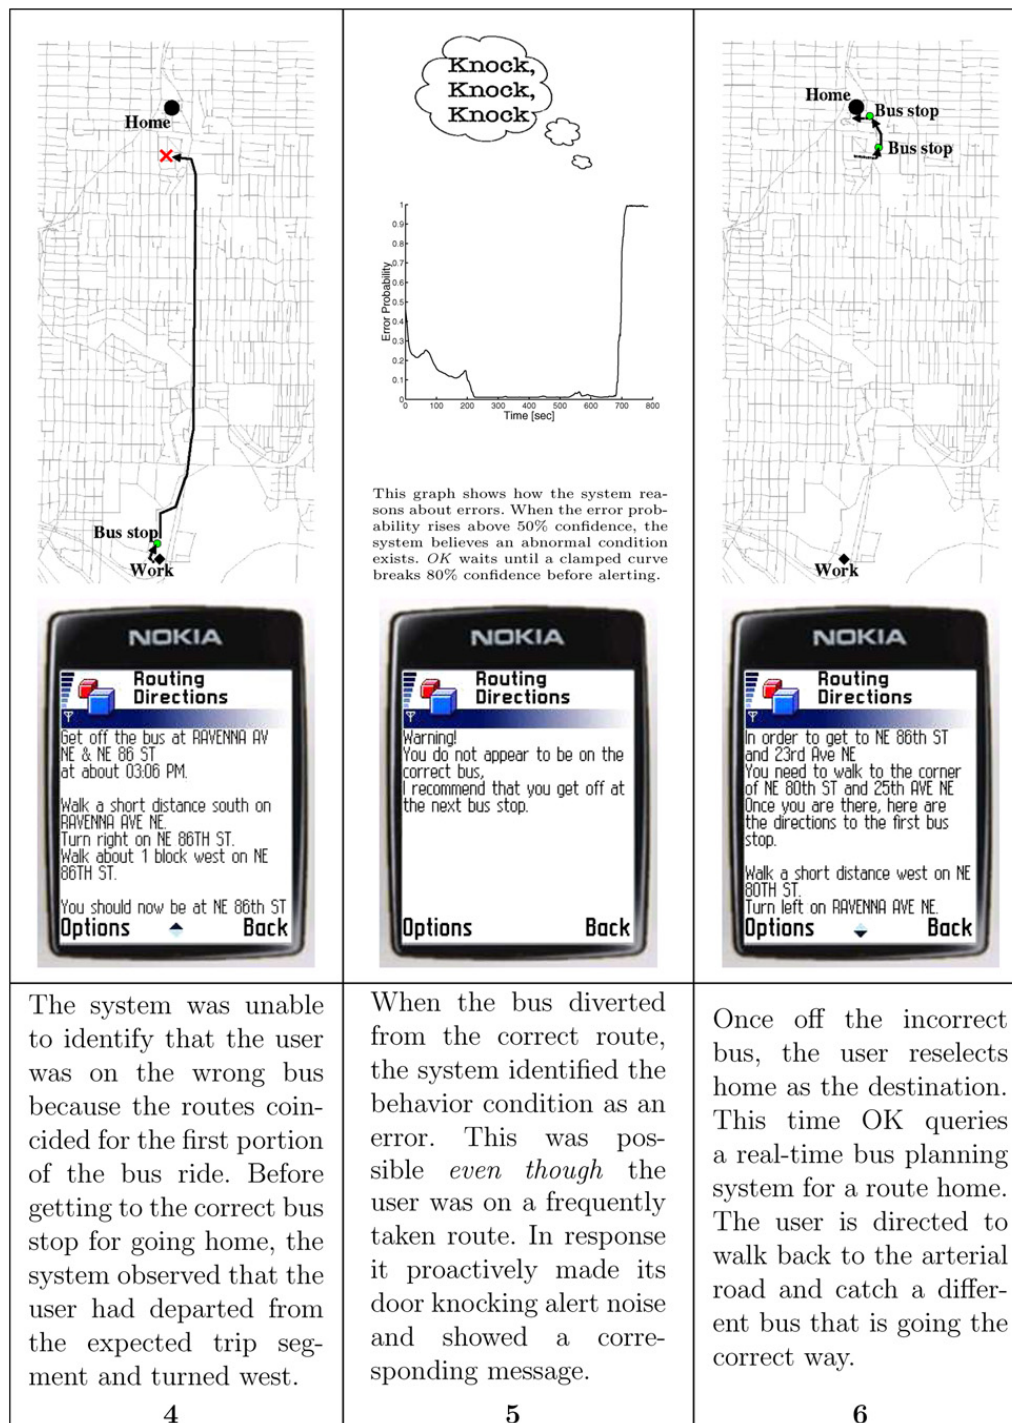 Home
Bus stop
Work
NOKIA
Routing
Directions
Get off the bus at RAVENNA AV
NE & NE 86 ST
at about 03:06 PM.
Walk a short distance south on
RAVENNA AVE NE.
Turn right on NE 86TH ST.
Walk about 1 block west on NE
86TH ST.
You should now be at NE 86th ST
Options Back
The system was unable
to identify that the user
was on the wrong bus
because the routes coin-
cided for the first portion
of the bus ride. Before
getting to the correct bus
stop for going home, the
system observed that the
user had departed from
the expected trip seg-
ment and turned west.
4
Knock,
Knock,
Knock
1
0.9
0.8
0.7
0.6
0.5
0.4
0.3
0.2
0.1
0
Error Probability
0 100 200 300 400 500 600 700 800
Time [sec]
This graph shows how the system rea-
sons about errors. When the error prob-
ability rises above 50% confidence, the
system believes an abnormal condition
exists. OK waits until a clamped curve
breaks 80% confidence before alerting.
NOKIA
Routing
Directions
Warning!
You do not appear to be on the
correct bus,
I recommend that you get off at
the next bus stop.
Options Back
When the bus diverted
from the correct route,
the system identified the
behavior condition as an
error. This was pos-
sible even though the
user was on a frequently
taken route. In response
it proactively made its
door knocking alert noise
and showed a corre-
sponding message.
5
Home
Bus stop
Bus stop
Work
NOKIA
Routing
Directions
In order to get to NE 86th ST
and 23rd Ave NE
You need to walk to the corner
of NE 80th ST and 25th AVE NE
Once you are there, here are
the directions to the first bus
stop.
Walk a short distance west on NE
80TH ST.
Turn left on RAVENNA AVE NE.
Options Back
Once off the incorrect
bus, the user reselects
home as the destination.
This time OK queries
a real-time bus planning
system for a route home.
The user is directed to
walk back to the arterial
road and catch a differ-
ent bus that is going the
correct way.
6